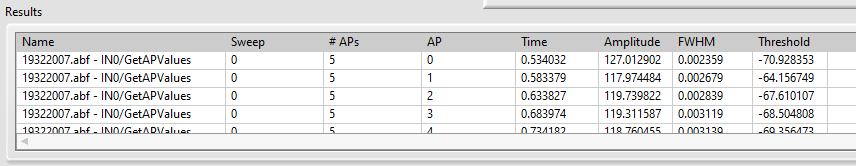 Results
Name Sweep # APs AP Time Amplitude FWHM Threshold
19322007.abf - IN0/GetAPValues 0 5 0 0.534032 127.012902 0.002359 -70.928353
19322007.abf - IN0/GetAPValues 0 5 1 0.583379 117.974484 0.002679 -64.156749
19322007.abf - IN0/GetAPValues 0 5 2 0.633827 119.739822 0.002839 -67.610107
19322007.abf - IN0/GetAPValues 0 5 3 0.683974 119.311587 0.003119 -68.504808
19322007.abf - IN0/GetAPValues 0 5 4 0.734182 118.760455 0.003139 -69.356473